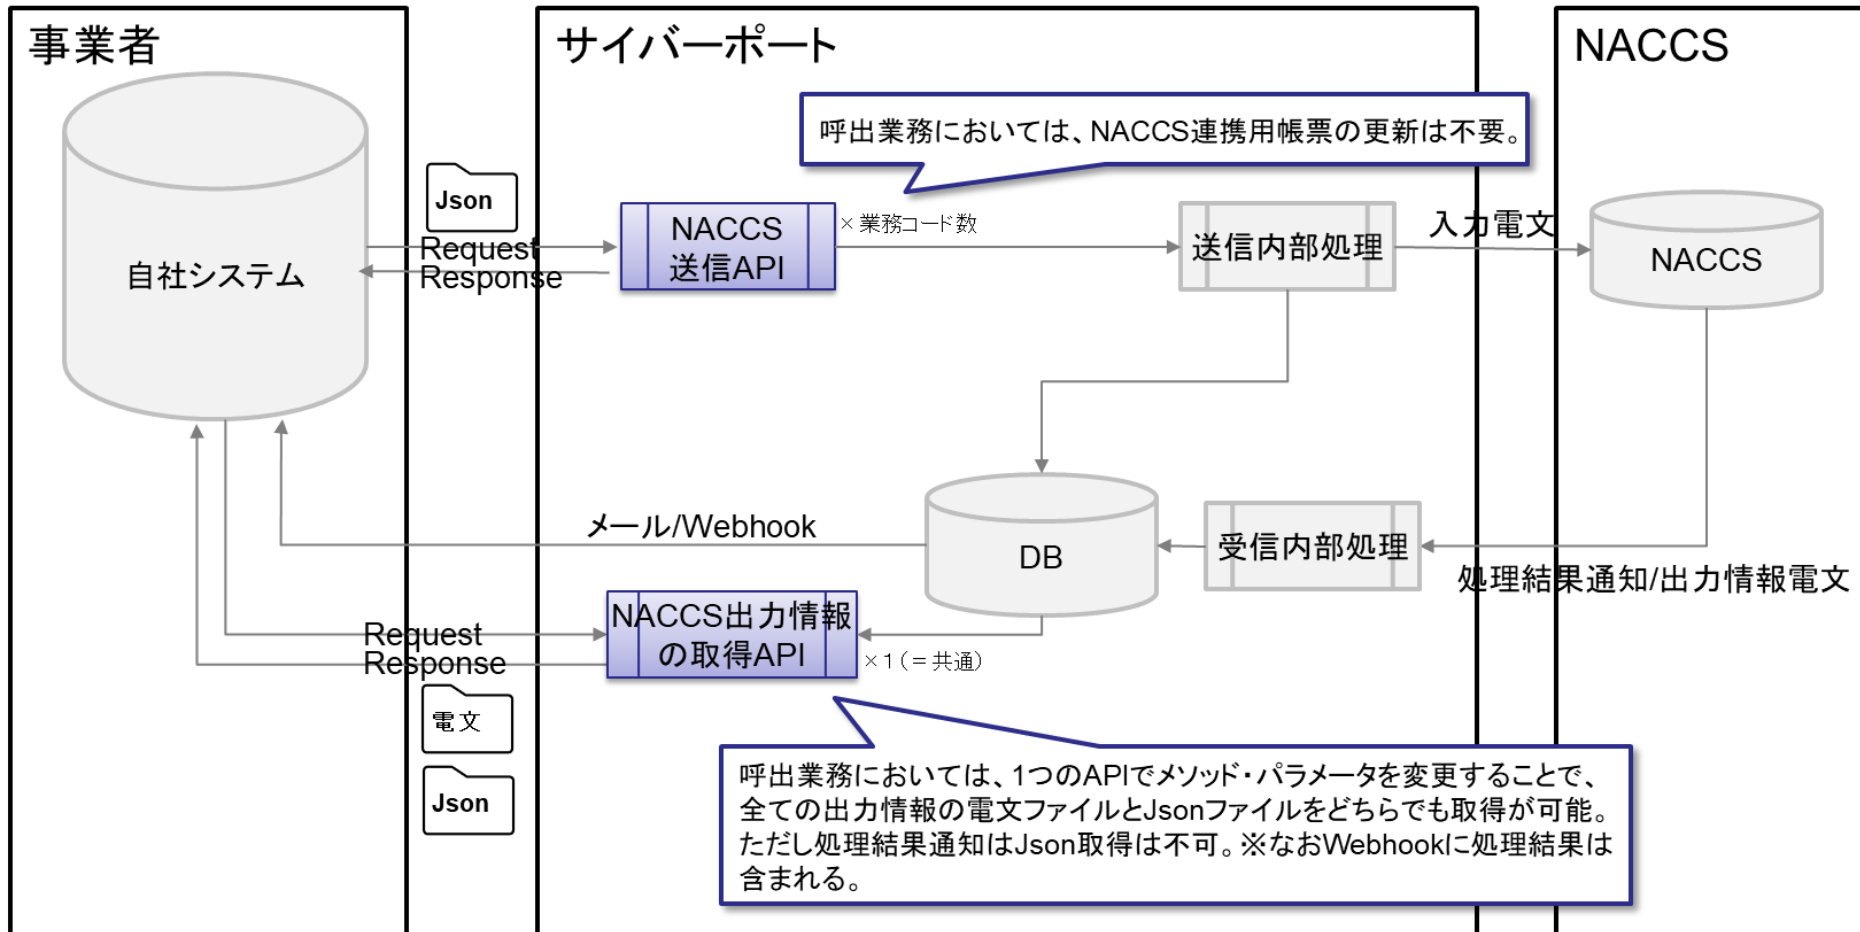 事業者
サイバーポート
NACCS
呼出業務においては、NACCS連携用帳票の更新は不要。
Json
Request
Response
自社システム
NACCS
送信API
×業務コード数
送信内部処理
入力電文
NACCS
メール/Webhook
DB
受信内部処理
処理結果通知/出力情報電文
NACCS出力情報
の取得API
×1(=共通)
Request
Response
電文
Json
呼出業務においては、1つのAPIでメソッド・パラメータを変更することで、
全ての出力情報の電文ファイルとJsonファイルをどちらでも取得が可能。
ただし処理結果通知はJson取得は不可。※なおWebhookに処理結果は
含まれる。